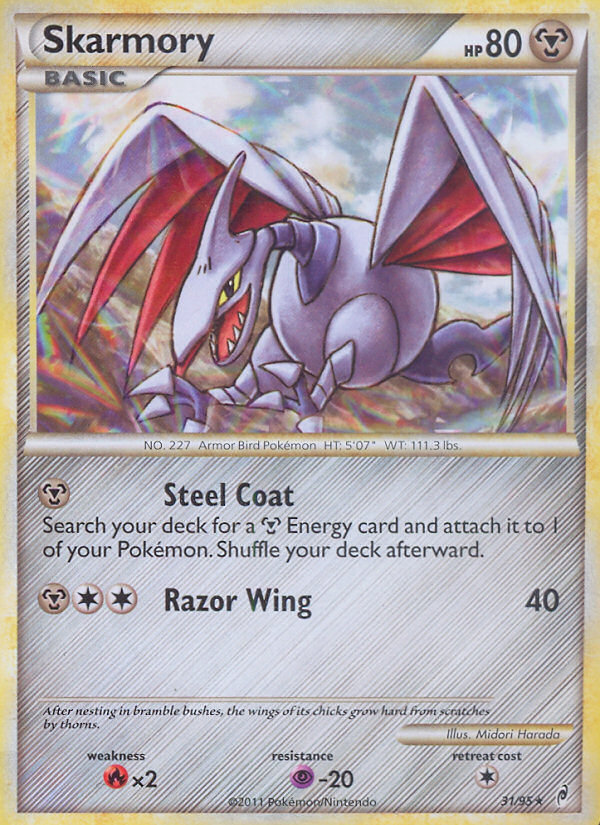 Skarmory
HP 80
BASIC
NO. 227 Armor Bird Pokémon HT: 5'07" WT: 111.3 lbs.
Steel Coat
Search your deck for a Energy card and attach it to 1
of your Pokémon. Shuffle your deck afterward.
Razor Wing 40
After nesting in bramble bushes, the wings of its chicks grow hard from scratches
by thorns.
Illus. Midori Harada
weakness resistance retreat cost
×2 -20
©2011 Pokémon/Nintendo 31/95★